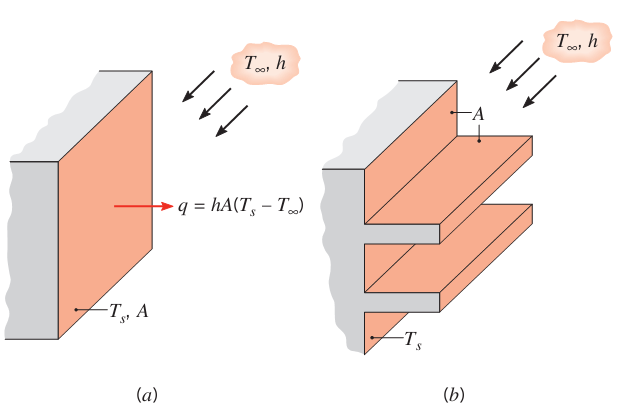 T∞, h
q = hA(Ts – T∞)
Ts, A
(a)
T∞, h
A
Ts
(b)